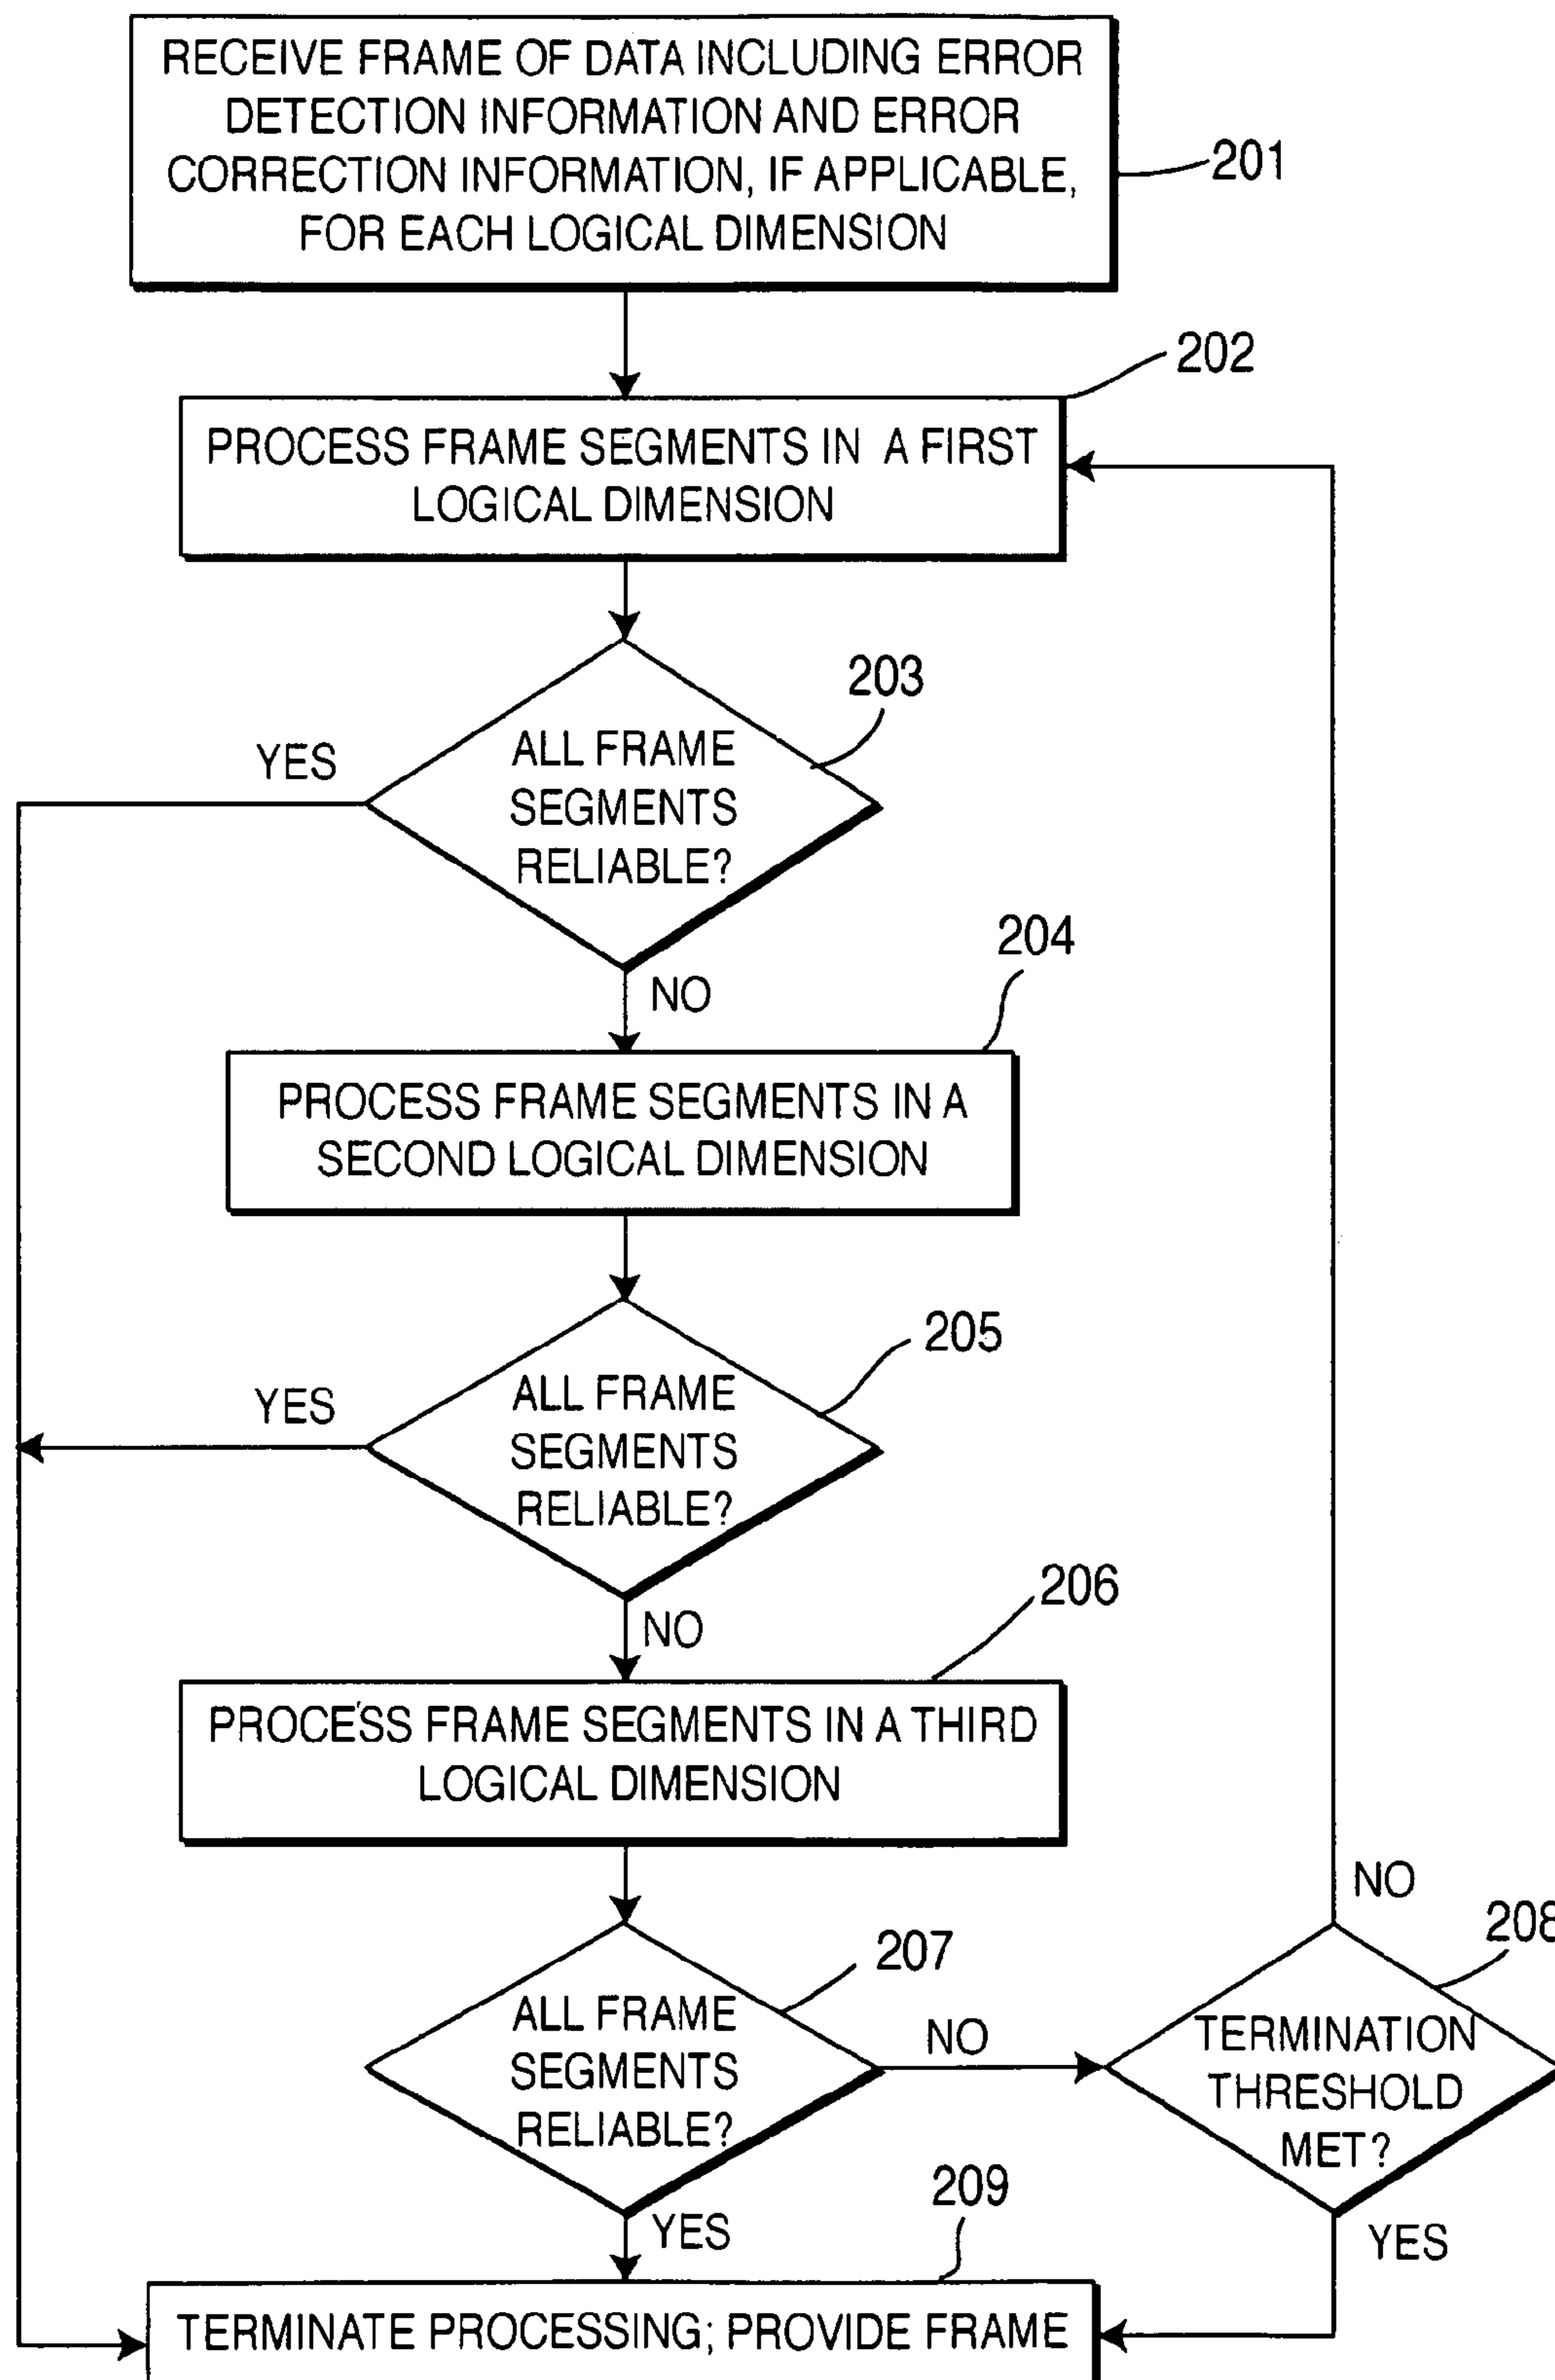 RECEIVE FRAME OF DATA INCLUDING ERROR
DETECTION INFORMATION AND ERROR
CORRECTION INFORMATION, IF APPLICABLE,
FOR EACH LOGICAL DIMENSION
201
202
PROCESS FRAME SEGMENTS IN A FIRST
LOGICAL DIMENSION
203
YES
ALL FRAME
SEGMENTS
RELIABLE?
204
NO
PROCESS FRAME SEGMENTS IN A
SECOND LOGICAL DIMENSION
205
YES
ALL FRAME
SEGMENTS
RELIABLE?
206
NO
PROCESS FRAME SEGMENTS IN A THIRD
LOGICAL DIMENSION
NO
208
207
ALL FRAME
SEGMENTS
RELIABLE?
NO
TERMINATION
THRESHOLD
MET?
209
YES
YES
TERMINATE PROCESSING; PROVIDE FRAME